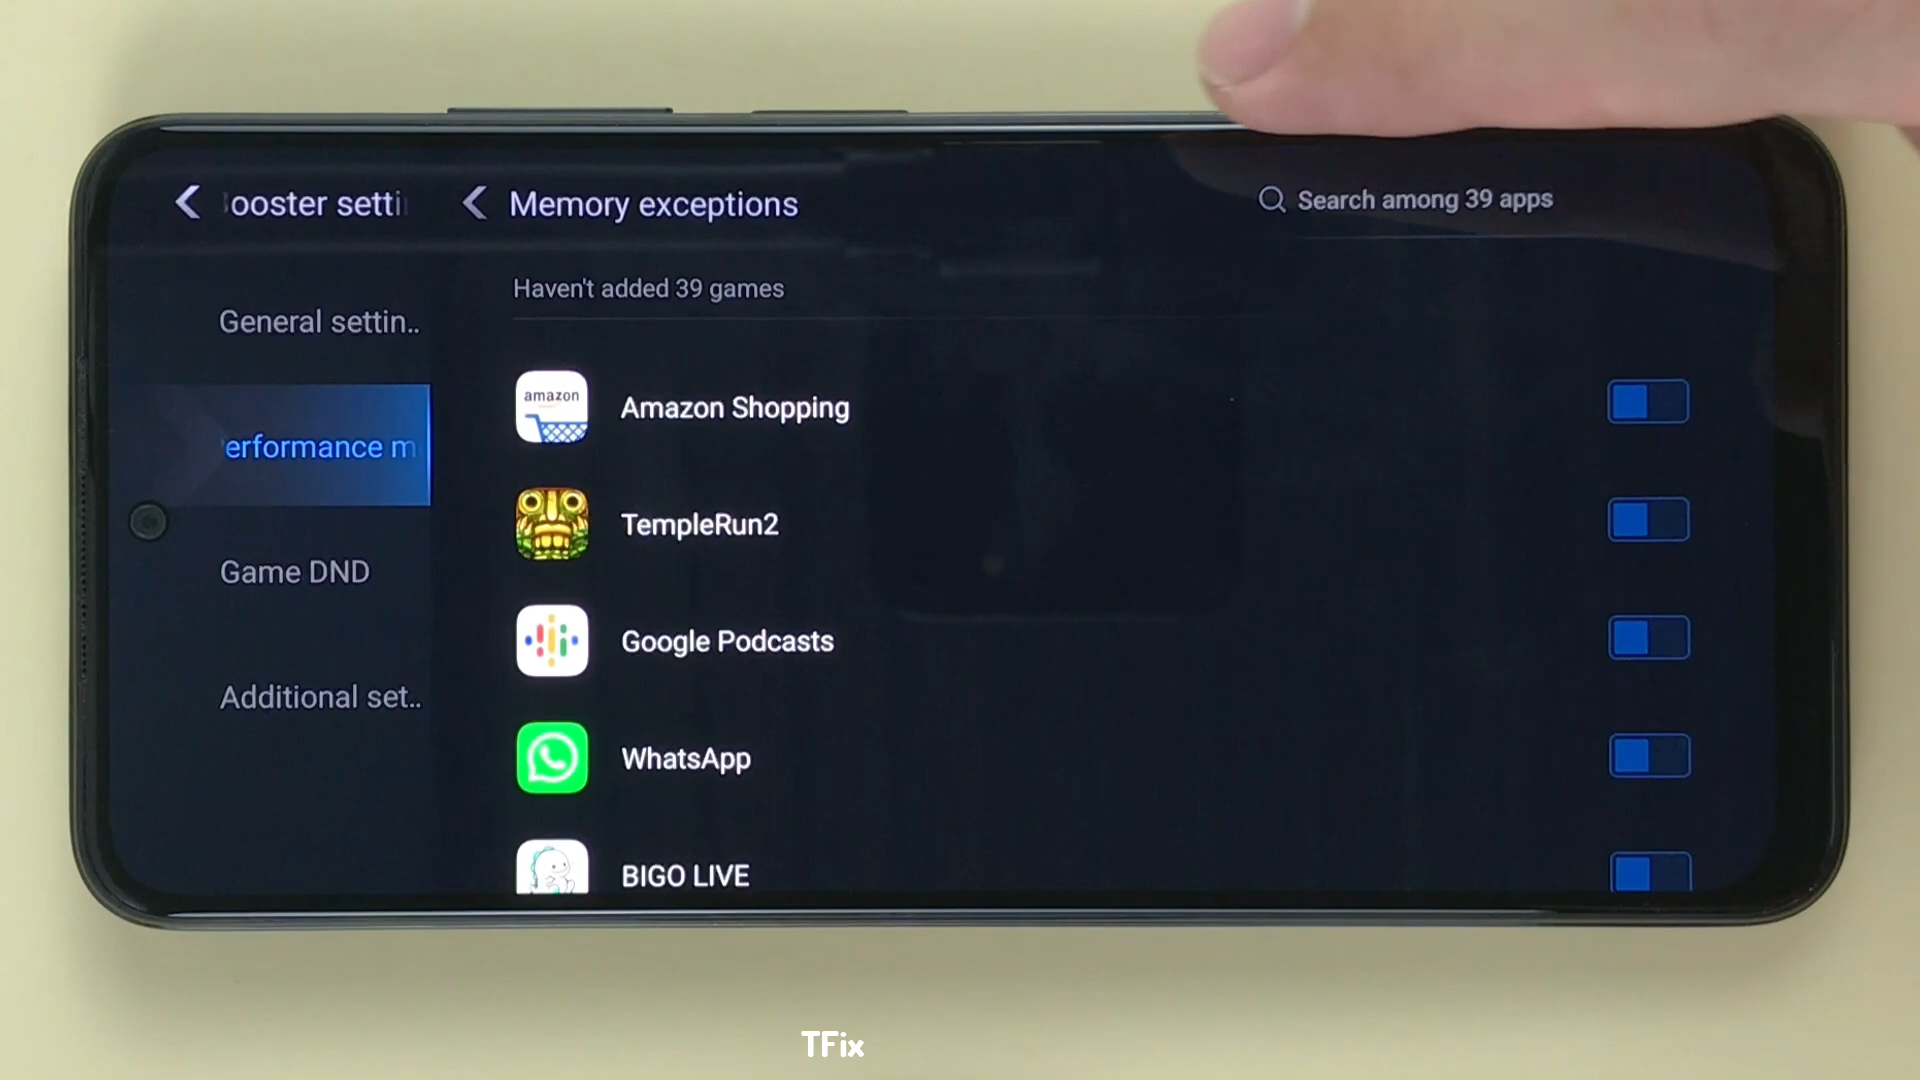 ooster setti
Memory exceptions
Search among 39 apps
Haven't added 39 games
General settin..
erformance m
Game DND
Additional set..
amazon
Amazon Shopping
TempleRun2
Google Podcasts
WhatsApp
BIGO LIVE
TFix